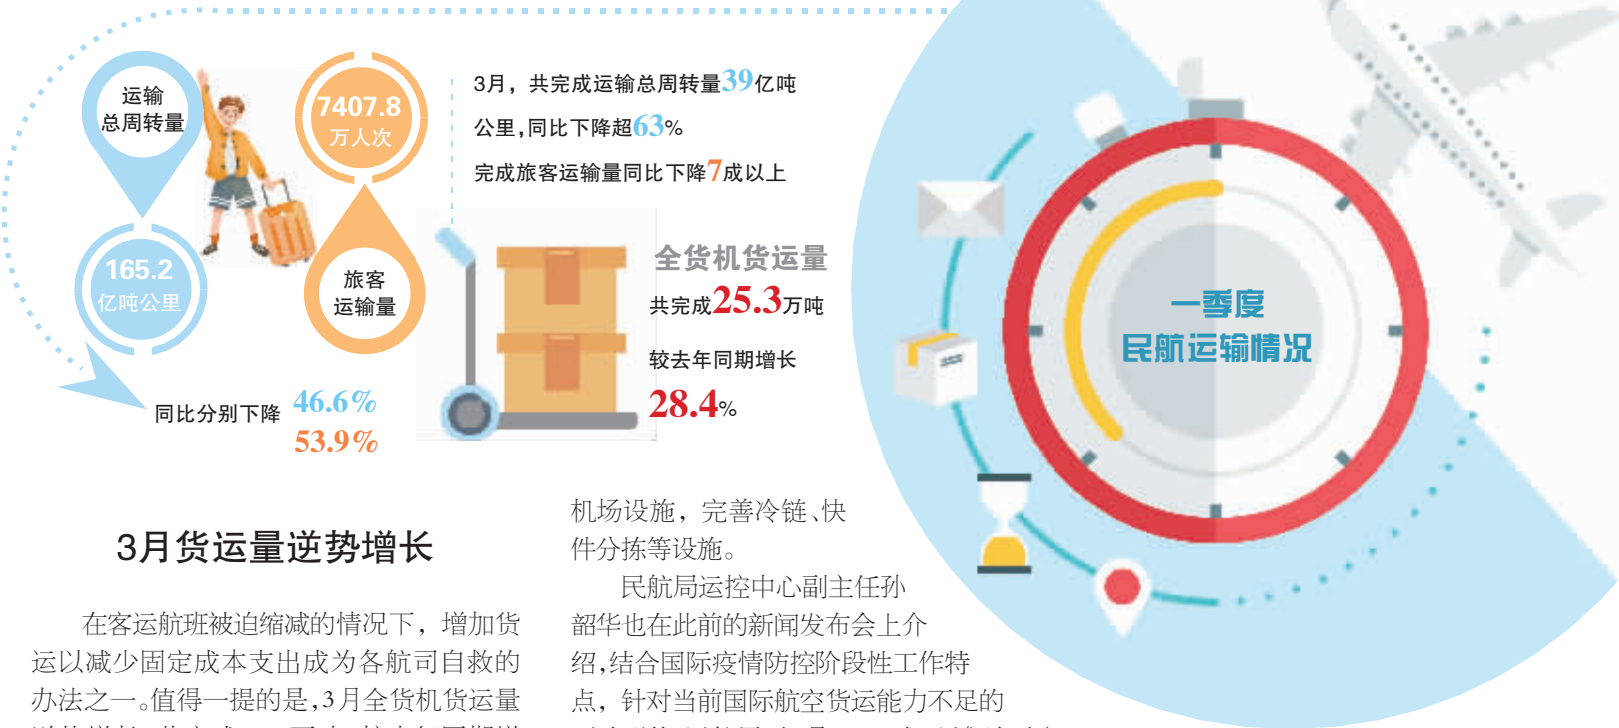 运输
总周转量
165.2
亿吨公里
7407.8
万人次
旅客
运输量
同比分别下降
46.6%
53.9%
3月，共完成运输总周转量39亿吨
公里,同比下降超63%
完成旅客运输量同比下降7成以上
全货机货运量
共完成25.3万吨
较去年同期增长
28.4%
一季度
民航运输情况
3月货运量逆势增长
在客运航班被迫缩减的情况下，增加货
运以减少固定成本支出成为各航司自救的
办法之一。值得一提的是,3月全货机货运量
机场设施，完善冷链、快
件分拣等设施。
民航局运控中心副主任孙
韶华也在此前的新闻发布会上介
绍,结合国际疫情防控阶段性工作特
点，针对当前国际航空货运能力不足的